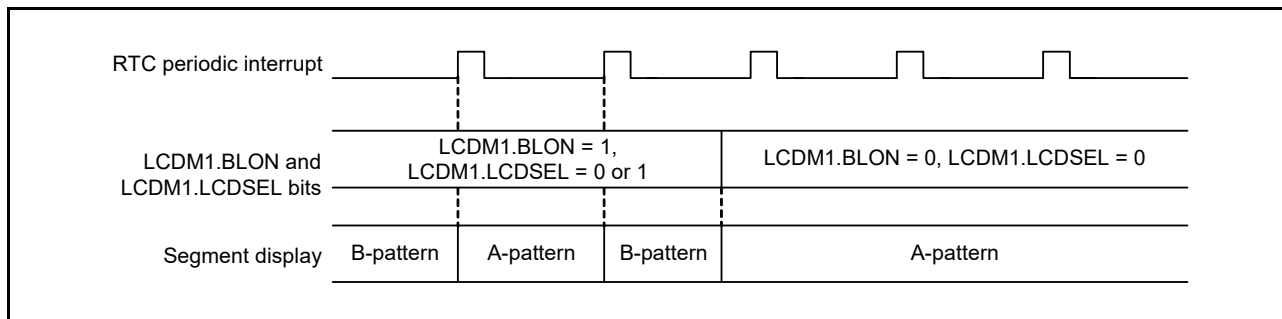 RTC periodic interrupt
LCDM1.BLON and
LCDM1.LCDSEL bits
LCDM1.BLON = 1,
LCDM1.LCDSEL = 0 or 1
LCDM1.BLON = 0, LCDM1.LCDSEL = 0
Segment display
B-pattern
A-pattern
B-pattern
A-pattern